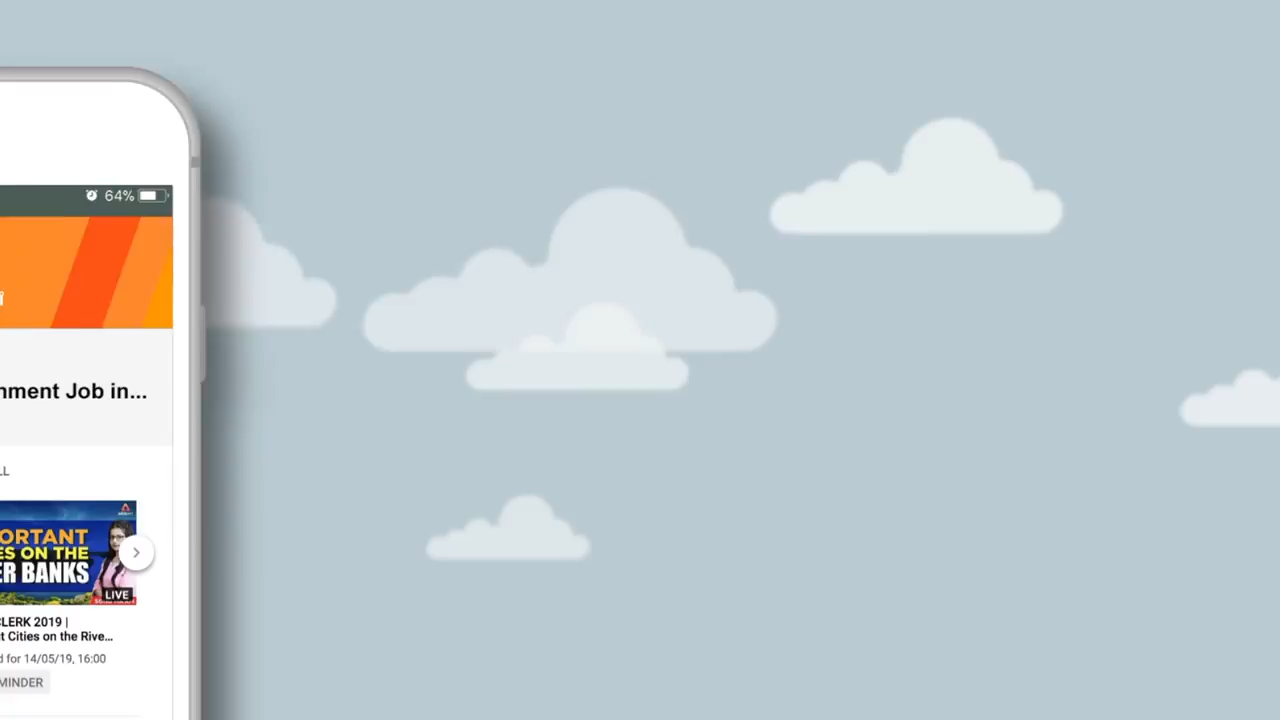 64%
nment Job in...
LL
ORTANT
ES ON THE
ER BANKS
LIVE
CLERK 2019 |
t Cities on the Rive...
d for 14/05/19, 16:00
MINDER